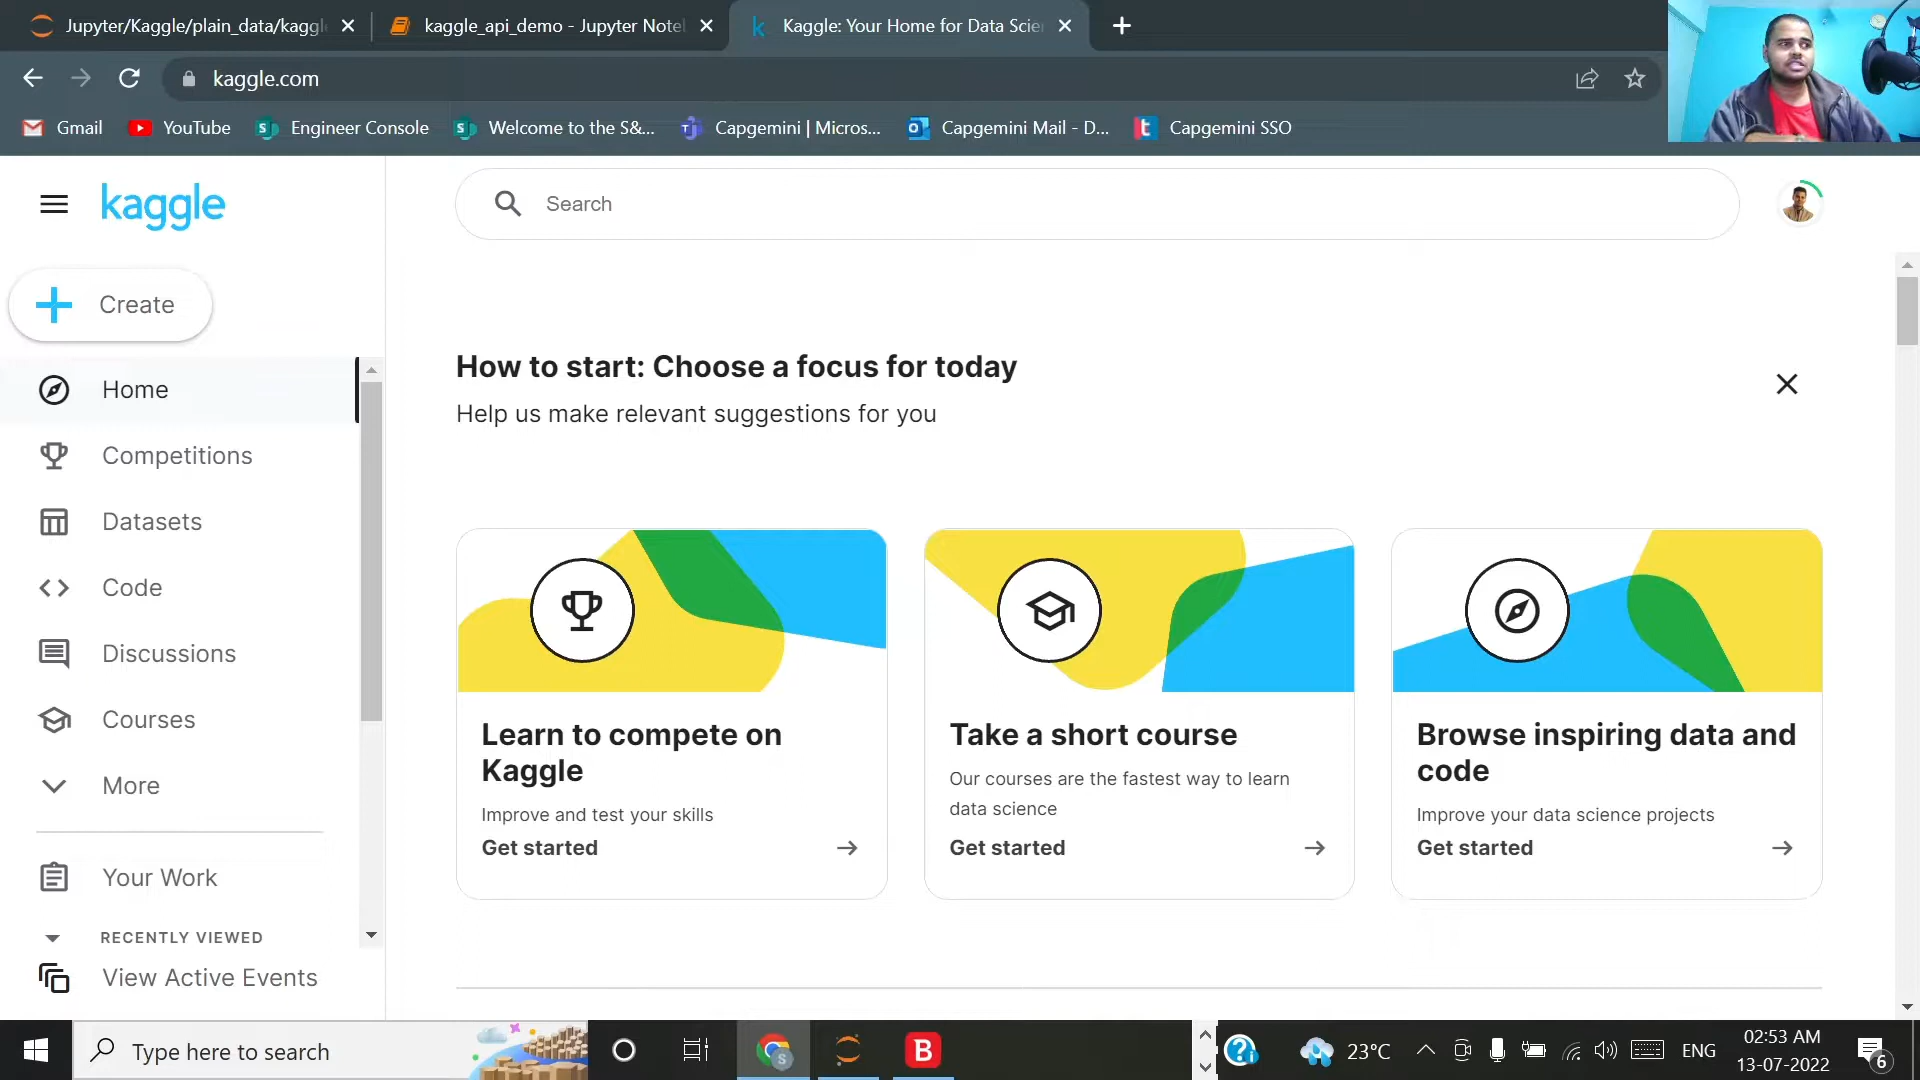 Jupyter/Kaggle/plain_data/kaggle
kaggle_api_demo - Jupyter Note
Kaggle: Your Home for Data Scie
kaggle.com
Gmail
YouTube
Engineer Console
Welcome to the S&...
Capgemini | Micros...
Capgemini Mail - D...
Capgemini SSO
kaggle
Search
Create
Home
Competitions
Datasets
Code
Discussions
Courses
More
Your Work
RECENTLY VIEWED
View Active Events
How to start: Choose a focus for today
Help us make relevant suggestions for you
Learn to compete on
Kaggle
Improve and test your skills
Get started
Take a short course
Our courses are the fastest way to learn
data science
Get started
Browse inspiring data and
code
Improve your data science projects
Get started
Type here to search
S
B
23°C
ENG
02:53 AM
13-07-2022
6